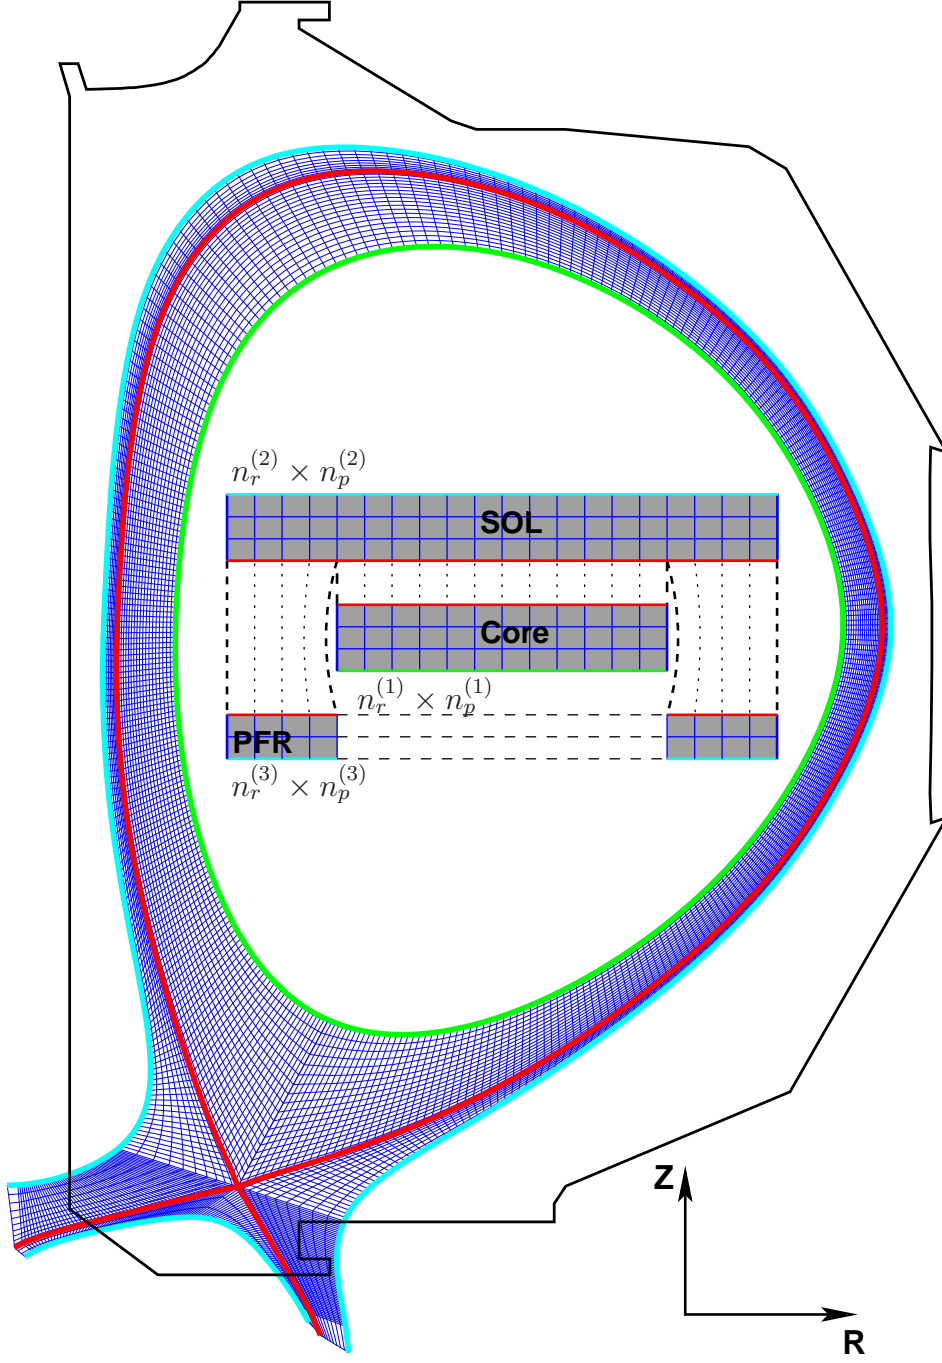 n_r^{(2)} × n_p^{(2)}
SOL
Core
n_r^{(1)} × n_p^{(1)}
PFR
n_r^{(3)} × n_p^{(3)}
Z
R